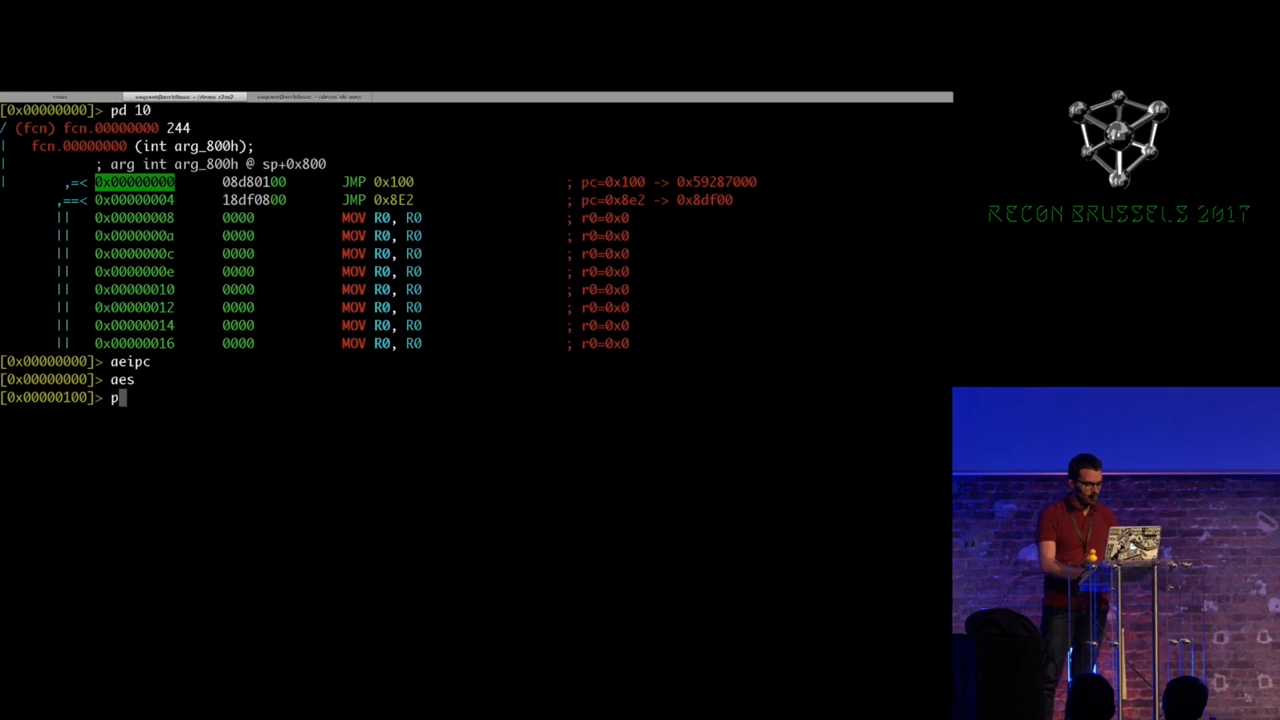 [0x00000000]> pd 10
/ (fcn) fcn.00000000 244
| fcn.00000000 (int arg_800h);
| ; arg int arg_800h @ sp+0x800
| ,=< 0x00000000 08d80100 JMP 0x100 ; pc=0x100 -> 0x59287000
,==< 0x00000004 18df0800 JMP 0x8E2 ; pc=0x8e2 -> 0x8df00
|| 0x00000008 0000 MOV R0, R0 ; r0=0x0
|| 0x0000000a 0000 MOV R0, R0 ; r0=0x0
|| 0x0000000c 0000 MOV R0, R0 ; r0=0x0
|| 0x0000000e 0000 MOV R0, R0 ; r0=0x0
|| 0x00000010 0000 MOV R0, R0 ; r0=0x0
|| 0x00000012 0000 MOV R0, R0 ; r0=0x0
|| 0x00000014 0000 MOV R0, R0 ; r0=0x0
|| 0x00000016 0000 MOV R0, R0 ; r0=0x0
[0x00000000]> aeipc
[0x00000000]> aes
[0x00000100]> p
RECON BRUSSELS 2017